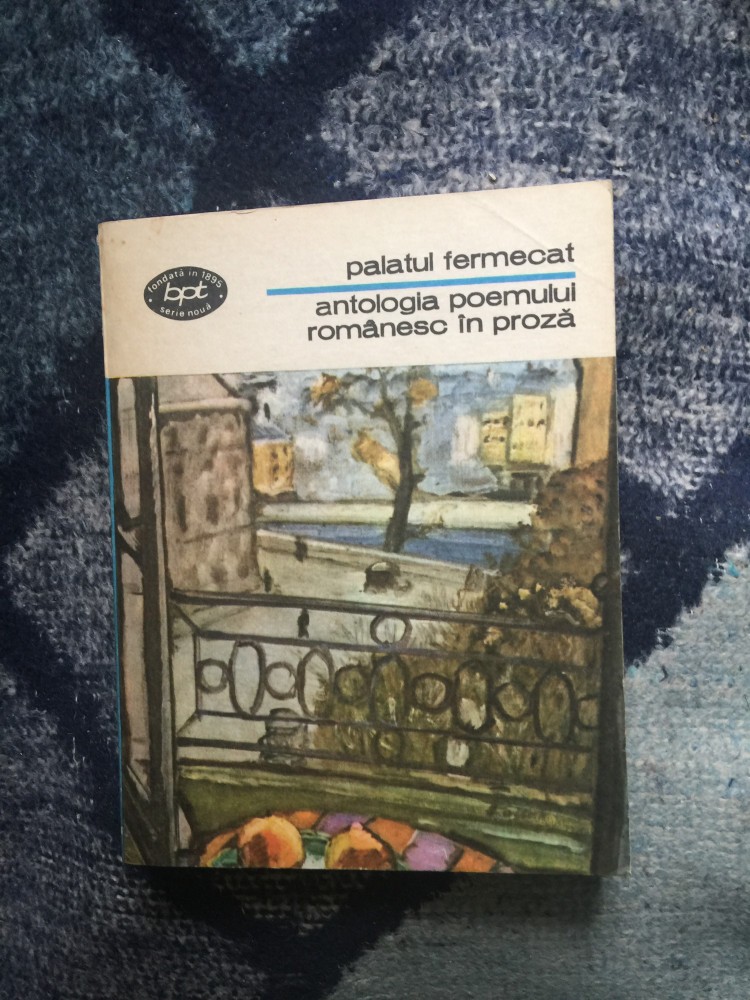 fondată în 1895
bpt
serie nouă
palatul fermecat
antologia poemului
românesc în proză